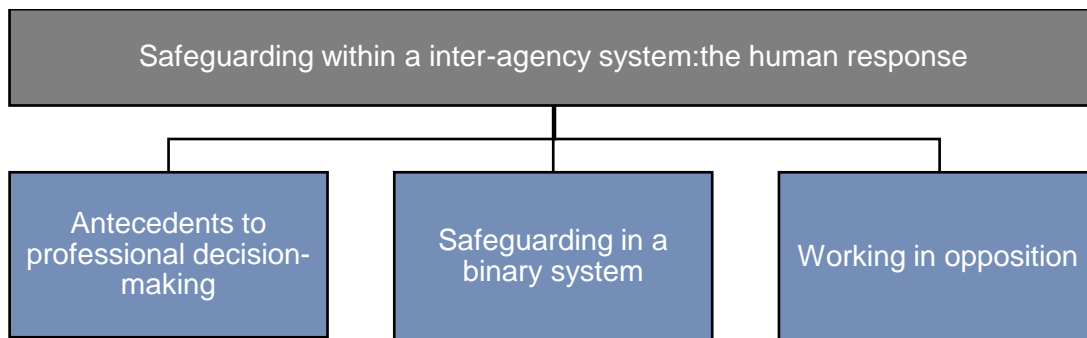 Safeguarding within a inter-agency system:the human response
Antecedents to
professional decision-
making
Safeguarding in a
binary system
Working in opposition